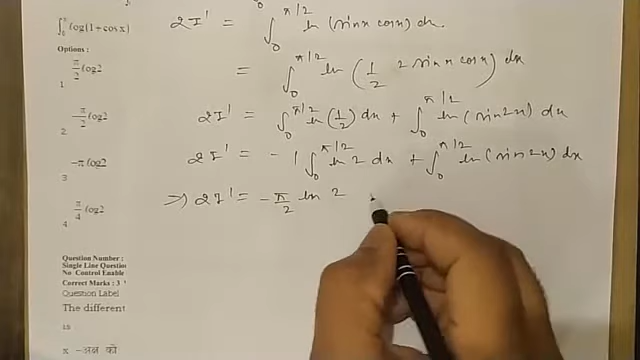 2I' = ∫₀^{π/2} ln (sinx cosx) dx.
∫₀^π log(1+cosx)
= ∫₀^{π/2} ln (1/2 2 sinx cosx) dx
Options :
1. π/2 log2
2I' = ∫₀^{π/2} ln (1/2) dx + ∫₀^{π/2} ln (sin2x) dx
2. -π/2 log2
2I' = - 1 ∫₀^{π/2} ln 2 dx + ∫₀^{π/2} ln (sin 2x) dx
3. -π log2
⇒ 2I' = -π/2 ln 2
4. π/4 log2
Question Number :
Single Line Question
No Control Enable
Correct Marks : 3
Question Label
The different
is
x -अक्ष को